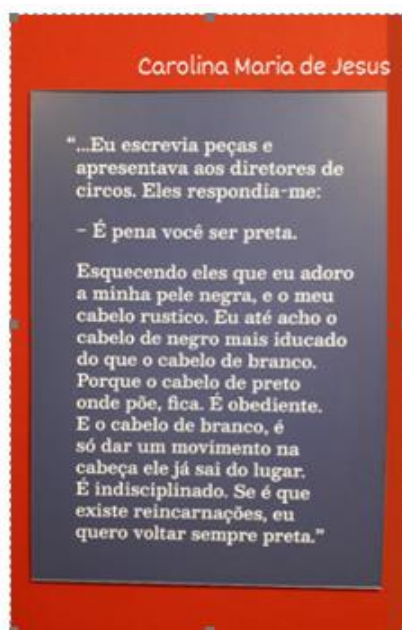 Carolina Maria de Jesus
“...Eu escrevia peças e
apresentava aos diretores de
circos. Eles respondia-me:
– É pena você ser preta.
Esquecendo eles que eu adoro
a minha pele negra, e o meu
cabelo rustico. Eu até acho o
cabelo de negro mais iducado
do que o cabelo de branco.
Porque o cabelo de preto
onde põe, fica. É obediente.
E o cabelo de branco, é
só dar um movimento na
cabeça ele já sai do lugar.
É indisciplinado. Se é que
existe reincarnações, eu
quero voltar sempre preta.”